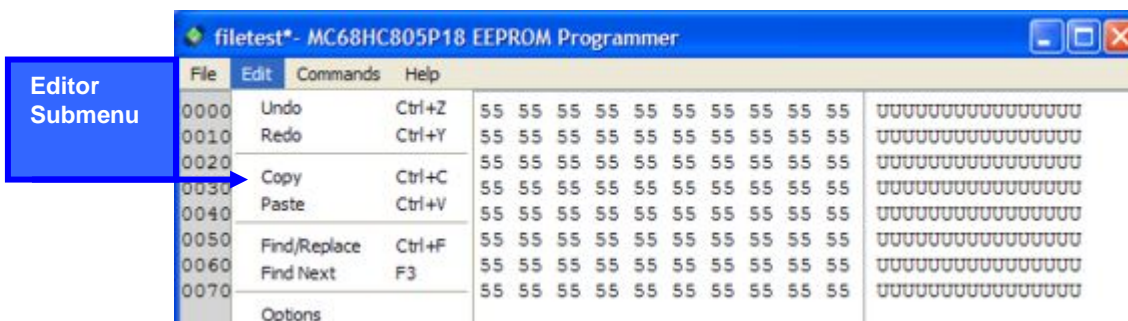 filetest*- MC68HC805P18 EEPROM Programmer
File Edit Commands Help
Editor
Submenu
0000 Undo Ctrl+Z 55 55 55 55 55 55 55 55 55 55 UUUUUUUUUUUUUUUU
0010 Redo Ctrl+Y 55 55 55 55 55 55 55 55 55 55 UUUUUUUUUUUUUUUU
0020 55 55 55 55 55 55 55 55 55 55 UUUUUUUUUUUUUUUU
0030 Copy Ctrl+C 55 55 55 55 55 55 55 55 55 55 UUUUUUUUUUUUUUUU
0040 Paste Ctrl+V 55 55 55 55 55 55 55 55 55 55 UUUUUUUUUUUUUUUU
0050 Find/Replace Ctrl+F 55 55 55 55 55 55 55 55 55 55 UUUUUUUUUUUUUUUU
0060 Find Next F3 55 55 55 55 55 55 55 55 55 55 UUUUUUUUUUUUUUUU
0070 55 55 55 55 55 55 55 55 55 55 UUUUUUUUUUUUUUUU
Options